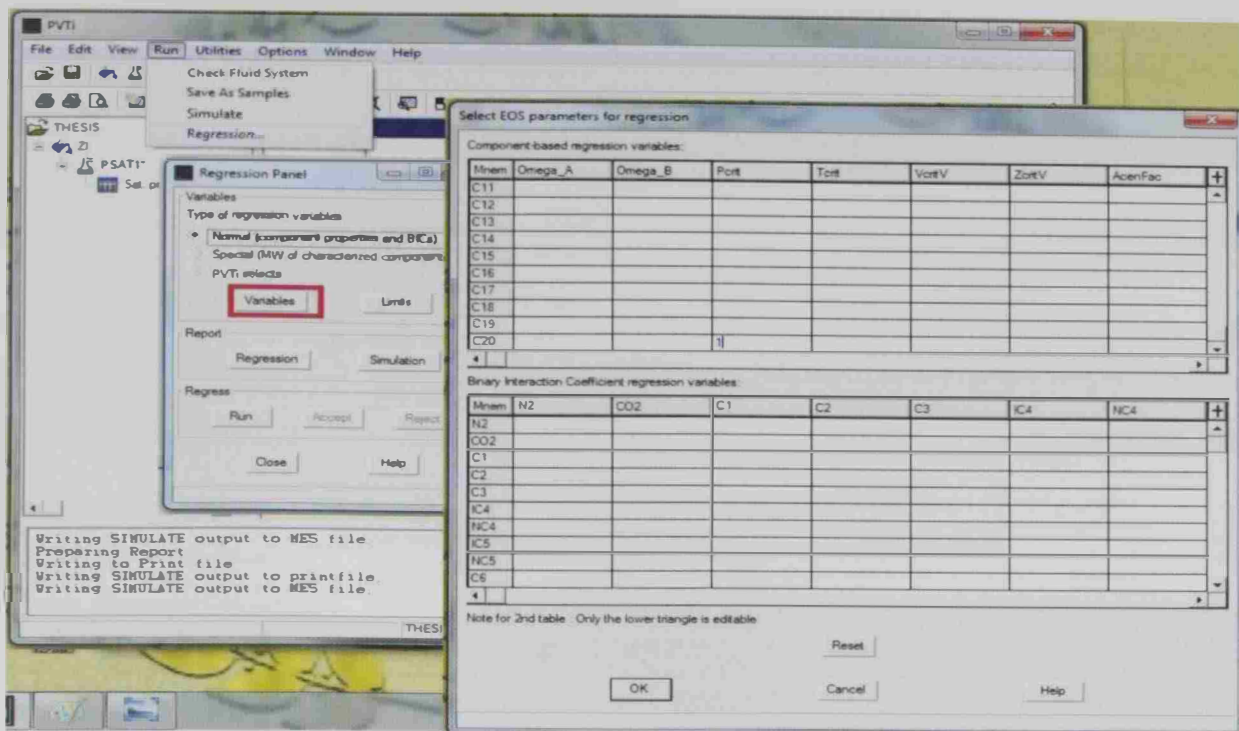 PVTi
File Edit View Run Utilities Options Window Help
Check Fluid System
Save As Samples
Simulate
Regression...
THESIS
ZI
PSAT1
Sat. pr
Regression Panel
Variables
Type of regression variables
Normal (component properties and BICs)
Special (MW of characterized component
PVTi selects
Variables Limits
Report
Regression Simulation
Regress
Run Accept Reject
Close Help
Writing SIMULATE output to MES file
Preparing Report
Writing to Print file
Writing SIMULATE output to printfile
Writing SIMULATE output to MES file
THESI
Select EOS parameters for regression
Component-based regression variables:
Mnem Omega_A Omega_B Pcrit Tcrit VcritV ZcritV AcenFac +
C11
C12
C13
C14
C15
C16
C17
C18
C19
C20 1
Binary Interaction Coefficient regression variables:
Mnem N2 CO2 C1 C2 C3 IC4 NC4 +
N2
CO2
C1
C2
C3
IC4
NC4
IC5
NC5
C6
Note for 2nd table : Only the lower triangle is editable
Reset
OK Cancel Help